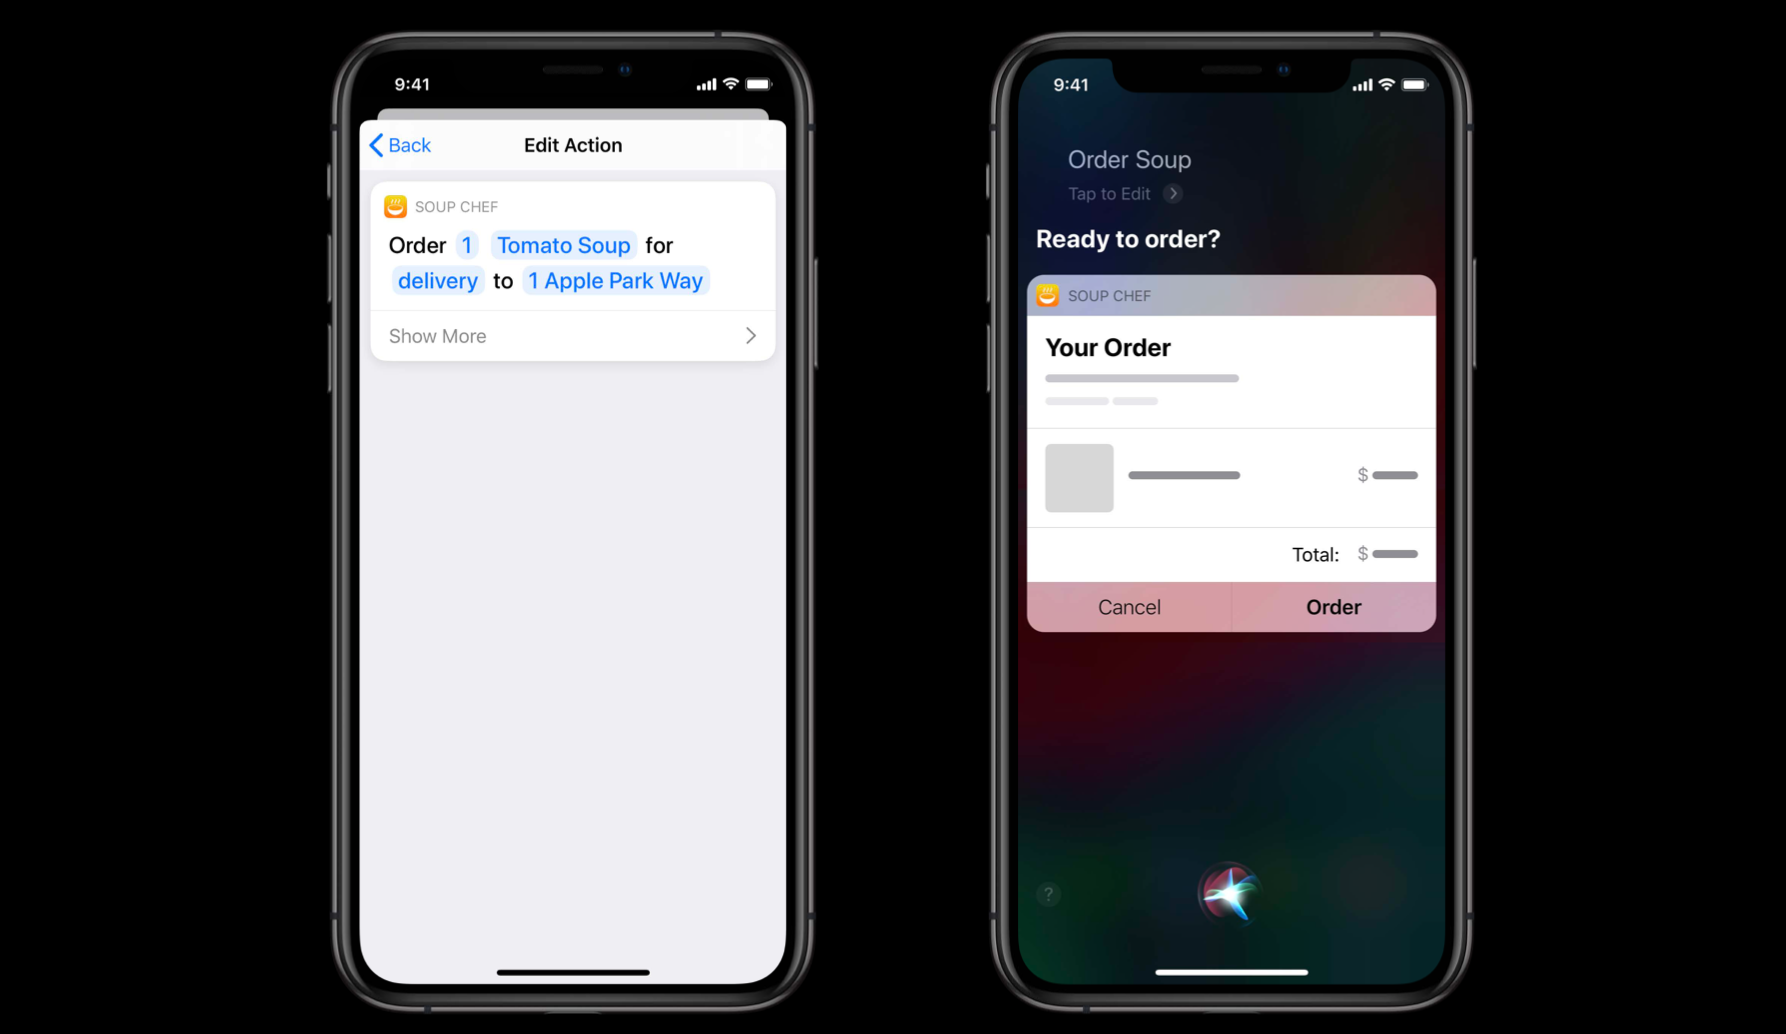 9:41
Back
Edit Action
SOUP CHEF
Order 1 Tomato Soup for
delivery to 1 Apple Park Way
Show More
9:41
Order Soup
Tap to Edit
Ready to order?
SOUP CHEF
Your Order
$
Total: $
Cancel
Order
?